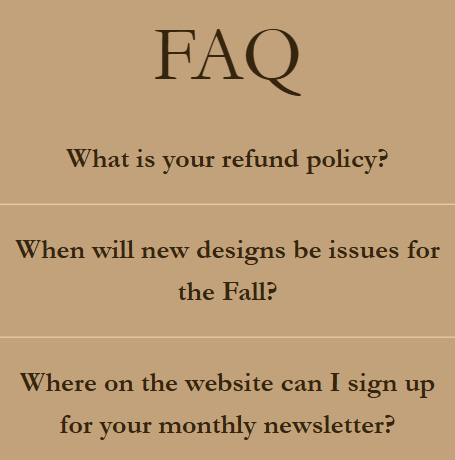 FAQ
What is your refund policy?
When will new designs be issues for
the Fall?
Where on the website can I sign up
for your monthly newsletter?